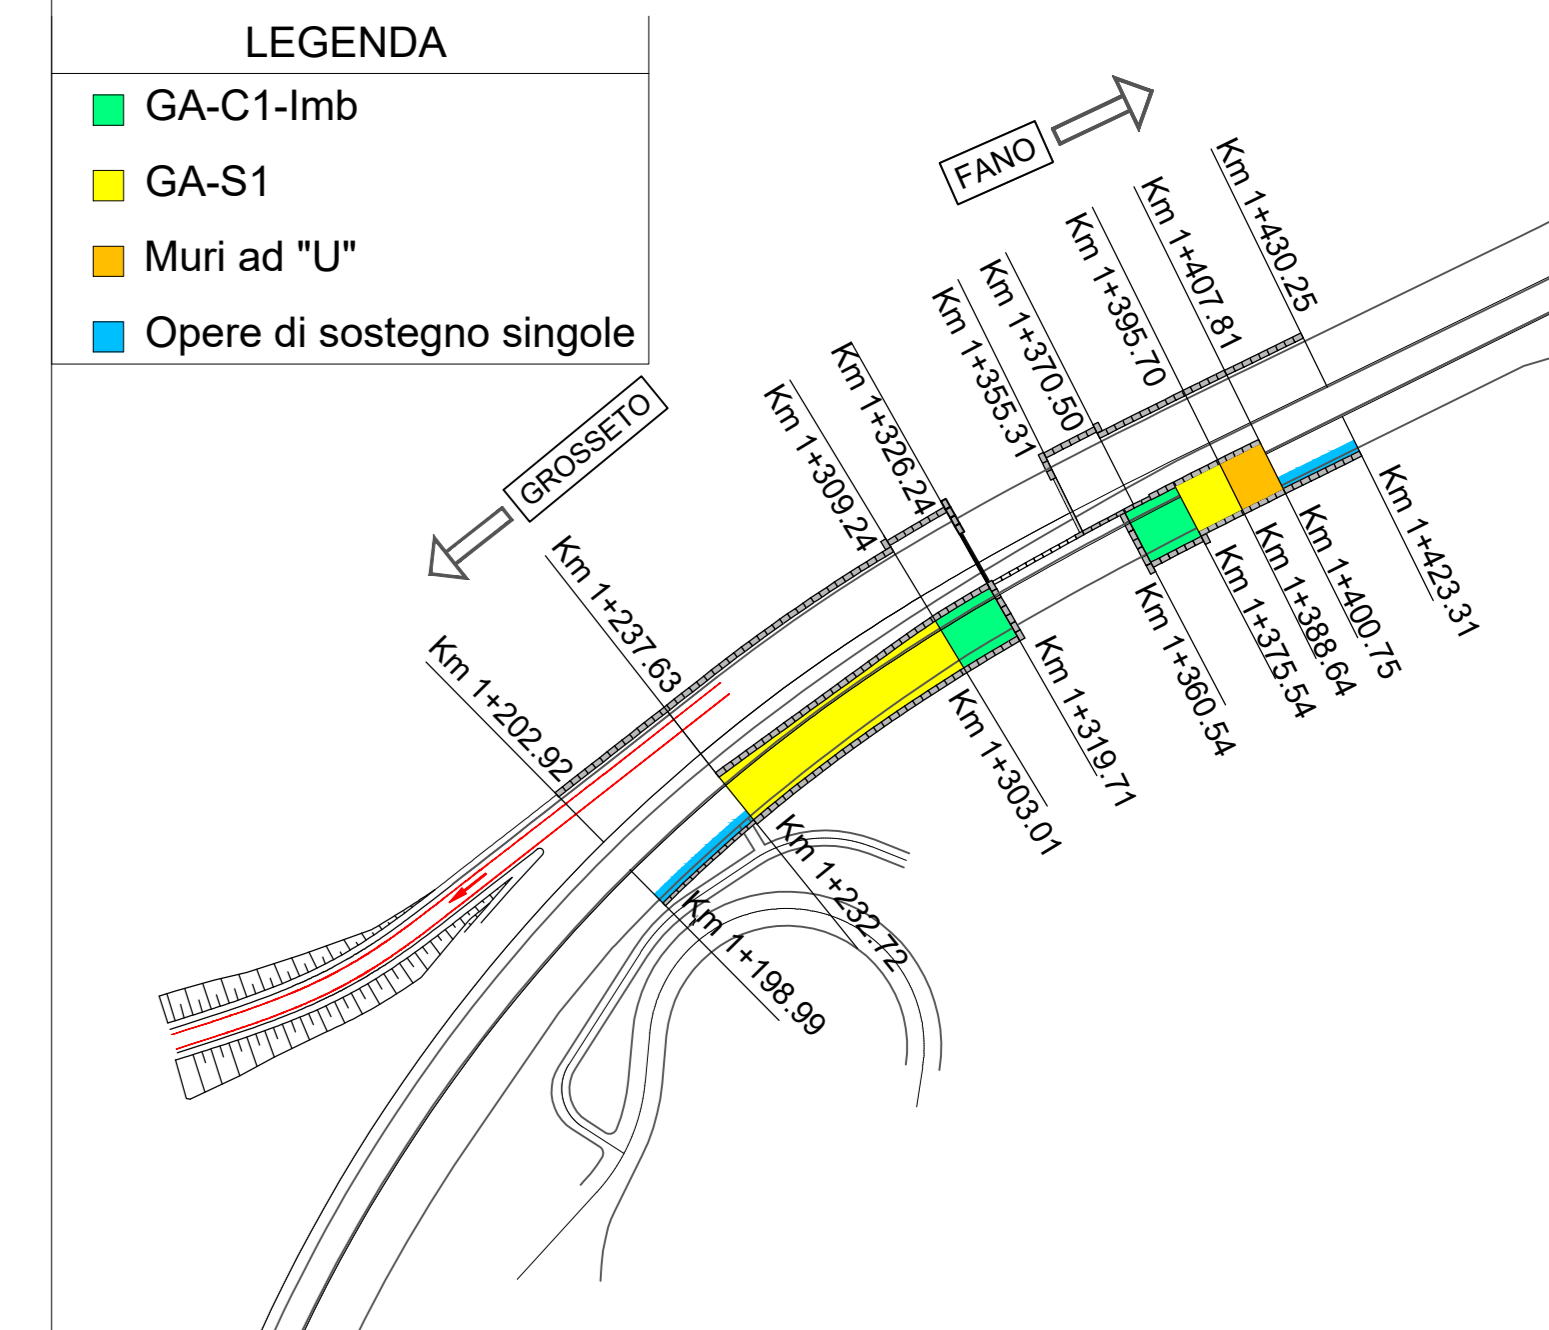 LEGENDA
GA-C1-Imb
GA-S1
Muri ad "U"
Opere di sostegno singole
FANO
GROSSETO
Km 1+202.92
Km 1+237.63
Km 1+309.24
Km 1+326.24
Km 1+355.31
Km 1+370.50
Km 1+395.70
Km 1+407.81
Km 1+430.25
Km 1+198.99
Km 1+232.72
Km 1+303.01
Km 1+319.71
Km 1+360.54
Km 1+375.54
Km 1+388.64
Km 1+400.75
Km 1+423.31